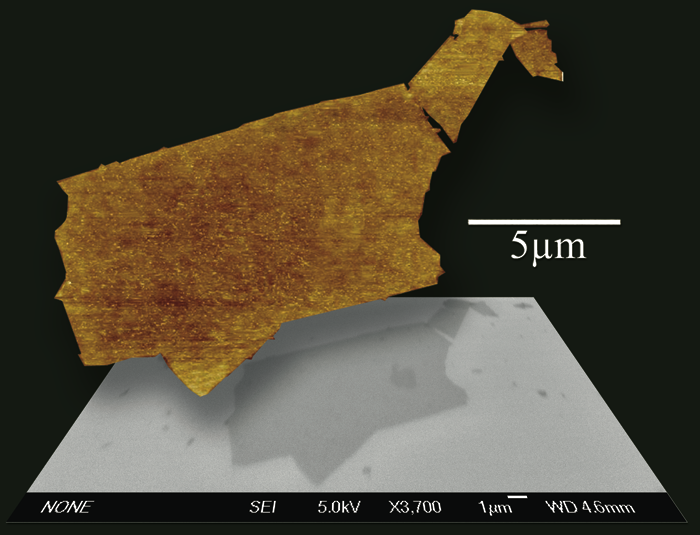 5μm
NONE SEI 5.0kV X3,700 1μm WD 4.6mm